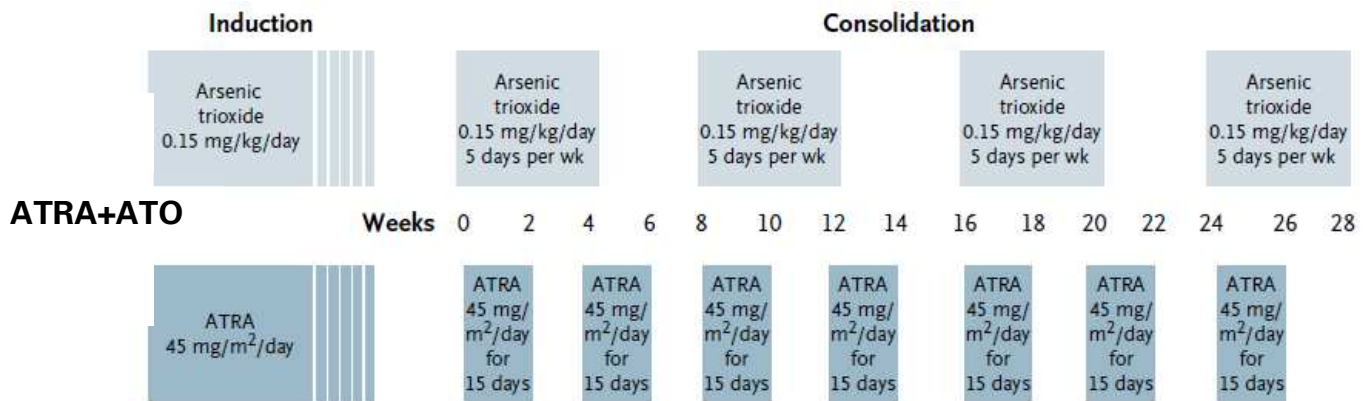 Induction
Consolidation
Arsenic
trioxide
0.15 mg/kg/day
Arsenic
trioxide
0.15 mg/kg/day
5 days per wk
Arsenic
trioxide
0.15 mg/kg/day
5 days per wk
Arsenic
trioxide
0.15 mg/kg/day
5 days per wk
Arsenic
trioxide
0.15 mg/kg/day
5 days per wk
ATRA+ATO
Weeks 0 2 4 6 8 10 12 14 16 18 20 22 24 26 28
ATRA
45 mg/m²/day
ATRA
45 mg/
m²/day
for
15 days
ATRA
45 mg/
m²/day
for
15 days
ATRA
45 mg/
m²/day
for
15 days
ATRA
45 mg/
m²/day
for
15 days
ATRA
45 mg/
m²/day
for
15 days
ATRA
45 mg/
m²/day
for
15 days
ATRA
45 mg/
m²/day
for
15 days